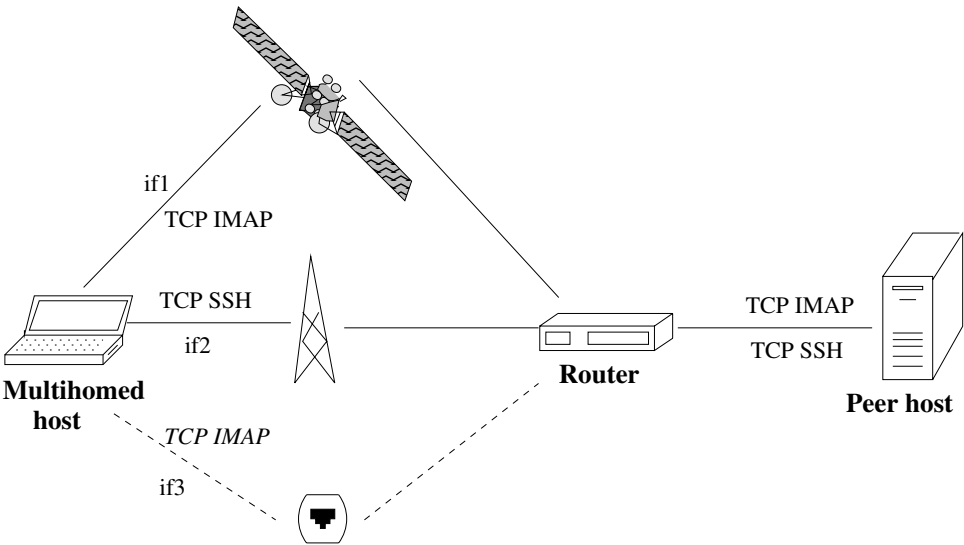 if1
TCP IMAP
TCP SSH
if2
TCP IMAP
TCP SSH
Router
Multihomed
host
Peer host
TCP IMAP
if3